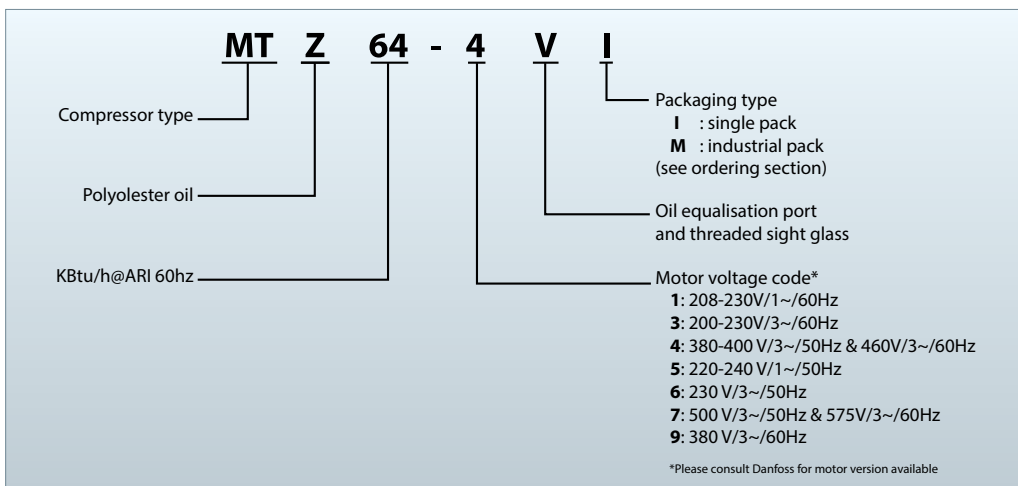 MT Z 64 - 4 V I
Compressor type
Polyolester oil
KBtu/h@ARI 60hz
Packaging type
I : single pack
M : industrial pack
(see ordering section)
Oil equalisation port
and threaded sight glass
Motor voltage code*
1: 208-230V/1~/60Hz
3: 200-230V/3~/60Hz
4: 380-400 V/3~/50Hz & 460V/3~/60Hz
5: 220-240 V/1~/50Hz
6: 230 V/3~/50Hz
7: 500 V/3~/50Hz & 575V/3~/60Hz
9: 380 V/3~/60Hz
*Please consult Danfoss for motor version available